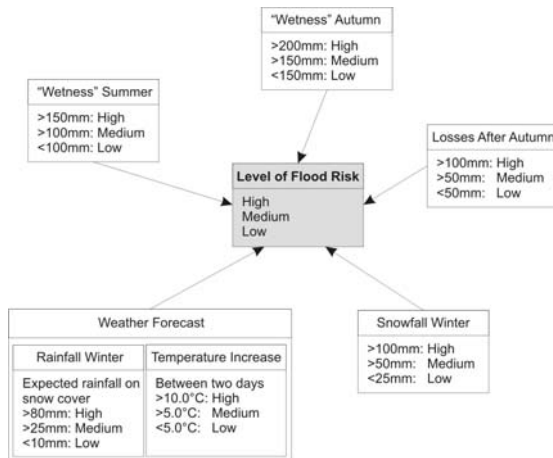 “Wetness” Autumn
>200mm: High
>150mm: Medium
<150mm: Low
“Wetness” Summer
>150mm: High
>100mm: Medium
<100mm: Low
Losses After Autumn
>100mm: High
>50mm: Medium
<50mm: Low
Level of Flood Risk
High
Medium
Low
Weather Forecast
Rainfall Winter
Expected rainfall on
snow cover
>80mm: High
>25mm: Medium
<10mm: Low
Temperature Increase
Between two days
>10.0°C: High
>5.0°C: Medium
<5.0°C: Low
Snowfall Winter
>100mm: High
>50mm: Medium
<25mm: Low